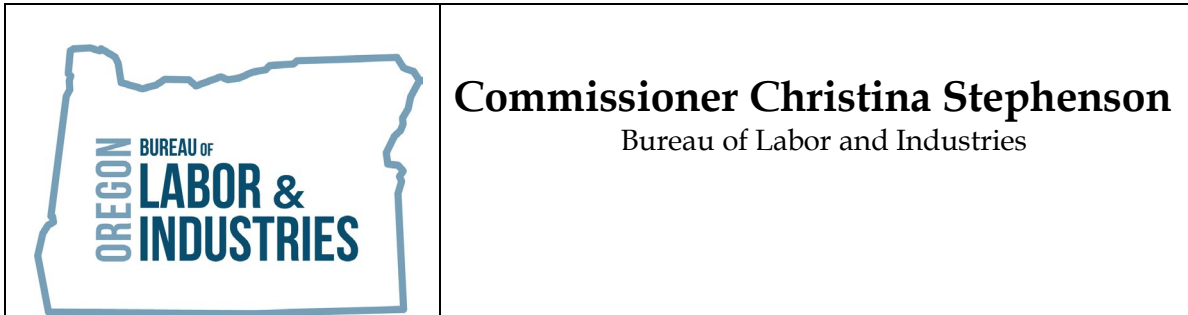 OREGON
BUREAU OF
LABOR &
INDUSTRIES
Commissioner Christina Stephenson
Bureau of Labor and Industries